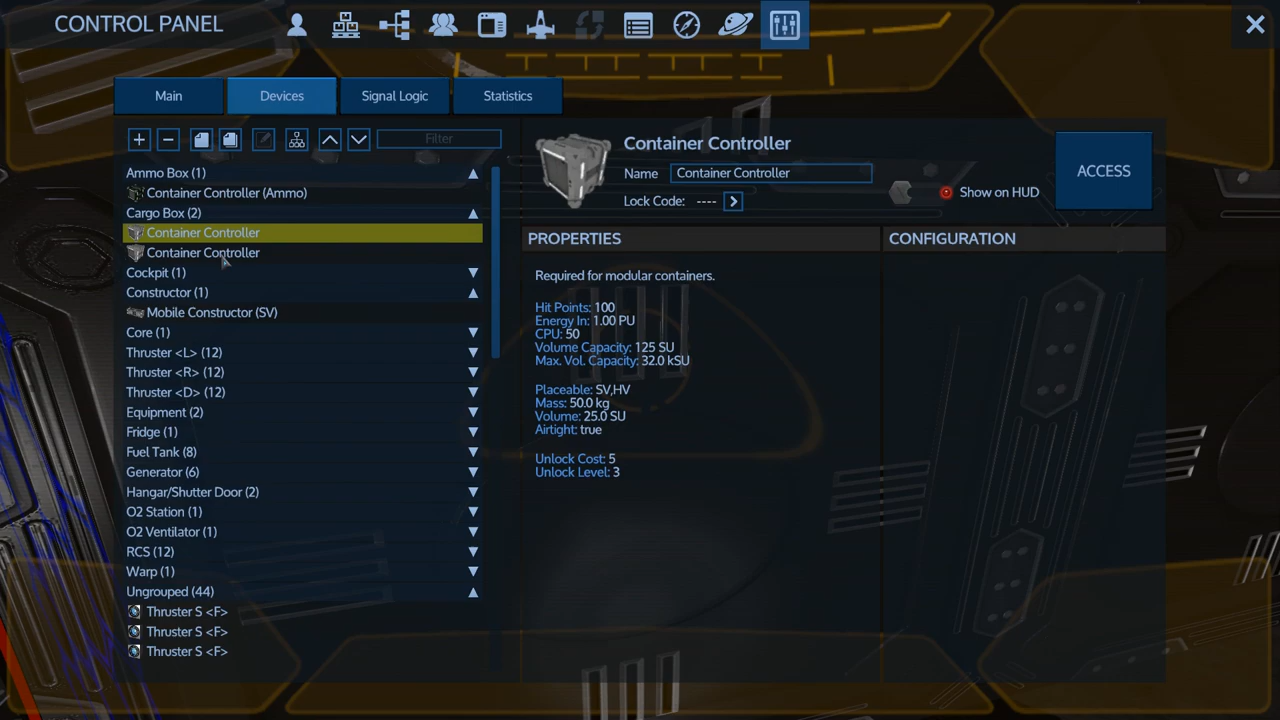 CONTROL PANEL
Main
Devices
Signal Logic
Statistics
Filter
Ammo Box (1)
Container Controller (Ammo)
Cargo Box (2)
Container Controller
Container Controller
Cockpit (1)
Constructor (1)
Mobile Constructor (SV)
Core (1)
Thruster <L> (12)
Thruster <R> (12)
Thruster <D> (12)
Equipment (2)
Fridge (1)
Fuel Tank (8)
Generator (6)
Hangar/Shutter Door (2)
O2 Station (1)
O2 Ventilator (1)
RCS (12)
Warp (1)
Ungrouped (44)
Thruster S <F>
Thruster S <F>
Thruster S <F>
Container Controller
Name Container Controller
Lock Code: ----
Show on HUD
ACCESS
PROPERTIES
Required for modular containers.
Hit Points: 100
Energy In: 1.00 PU
CPU: 50
Volume Capacity: 125 SU
Max. Vol. Capacity: 32.0 kSU
Placeable: SV,HV
Mass: 50.0 kg
Volume: 25.0 SU
Airtight: true
Unlock Cost: 5
Unlock Level: 3
CONFIGURATION